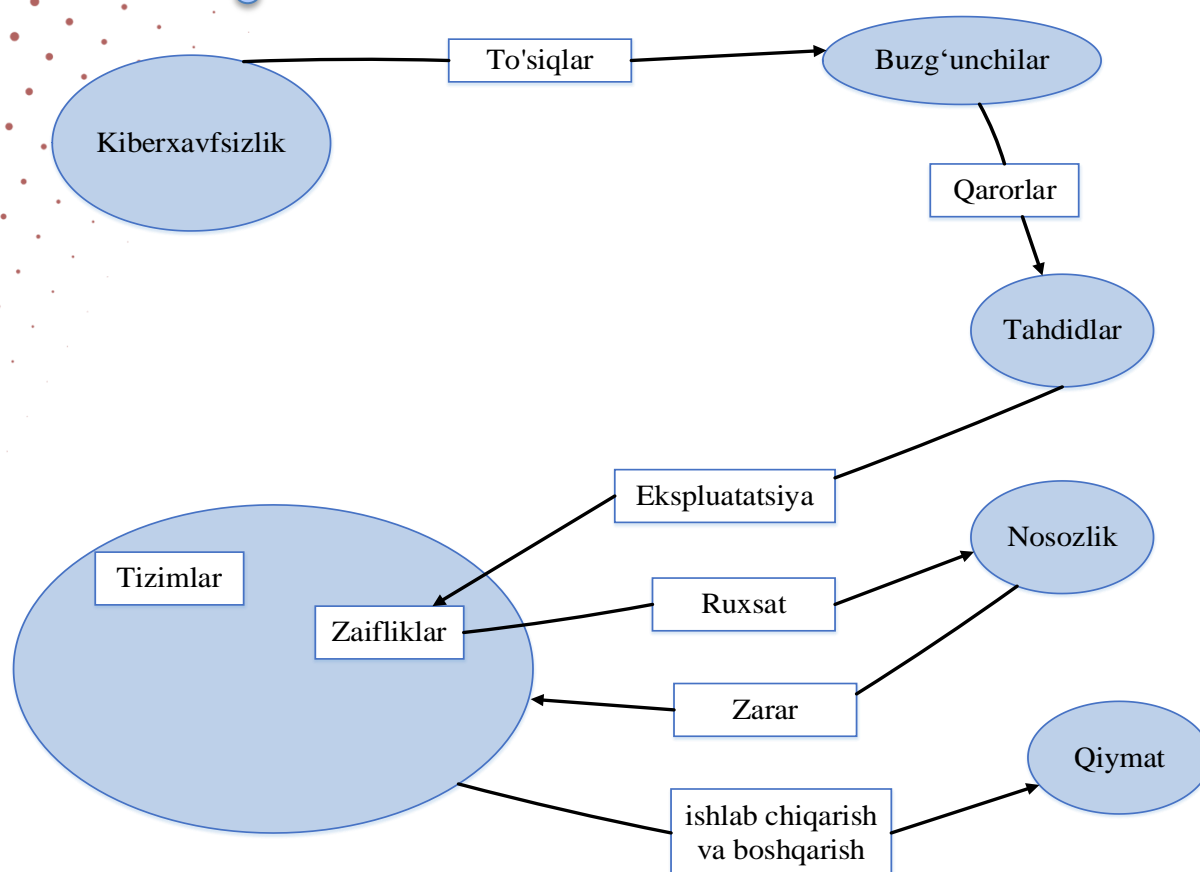 To'siqlar
Buzg‘unchilar
Kiberxavfsizlik
Qarorlar
Tahdidlar
Ekspluatatsiya
Nosozlik
Tizimlar
Ruxsat
Zaifliklar
Zarar
Qiymat
ishlab chiqarish
va boshqarish